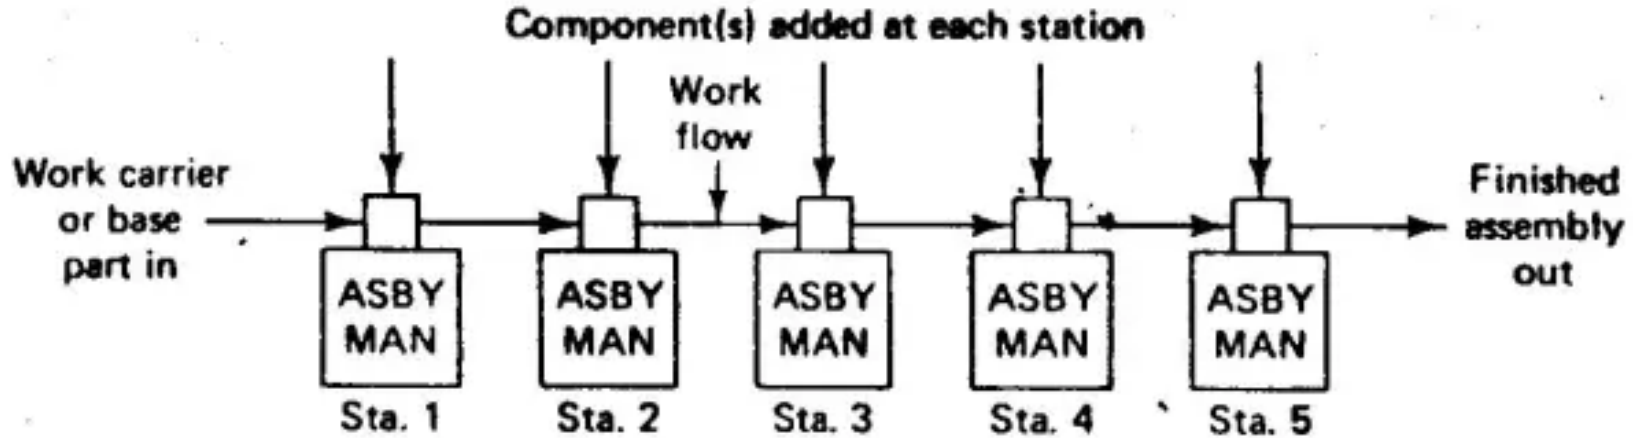 Component(s) added at each station
Work
flow
Work carrier
or base
part in
Finished
assembly
out
ASBY
MAN
ASBY
MAN
ASBY
MAN
ASBY
MAN
ASBY
MAN
Sta. 1
Sta. 2
Sta. 3
Sta. 4
Sta. 5